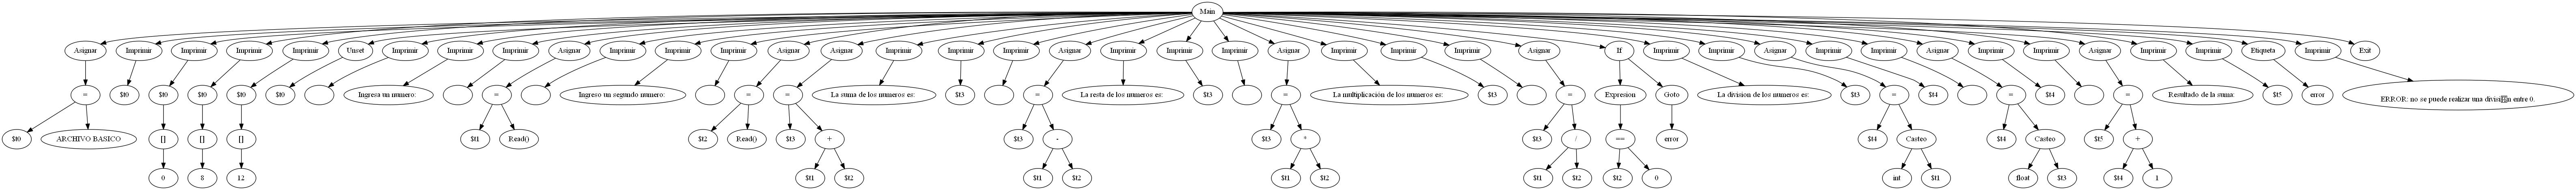 Main
Asignar Imprimir Imprimir Imprimir Imprimir Unset Imprimir Imprimir Imprimir Asignar Imprimir Imprimir Imprimir Asignar Asignar Imprimir Imprimir Imprimir Asignar Imprimir Imprimir Imprimir Asignar Imprimir Imprimir Imprimir Asignar If Imprimir Imprimir Asignar Imprimir Imprimir Asignar Imprimir Imprimir Asignar Imprimir Imprimir Etiqueta Imprimir Exit
= $t0 $t0 $t0 $t0 $t0 Ingresa un numero: = Ingreso un segundo numero: = = La suma de los numeros es: $t3 = La resta de los numeros es: $t3 = La multiplicación de los numeros es: $t3 = Expresion Goto La division de los numeros es: $t3 = $t4 = $t4 = Resultado de la suma: $t5 error ERROR: no se puede realizar una entre 0.
$t0 ARCHIVO BASICO [] [] [] $t1 Read() $t2 Read() $t3 + $t3 - $t3 * $t3 / == error $t4 Casteo $t4 Casteo $t5 +
0 8 12 $t1 $t2 $t1 $t2 $t1 $t2 $t1 $t2 $t2 0 int $t1 float $t3 $t4 1